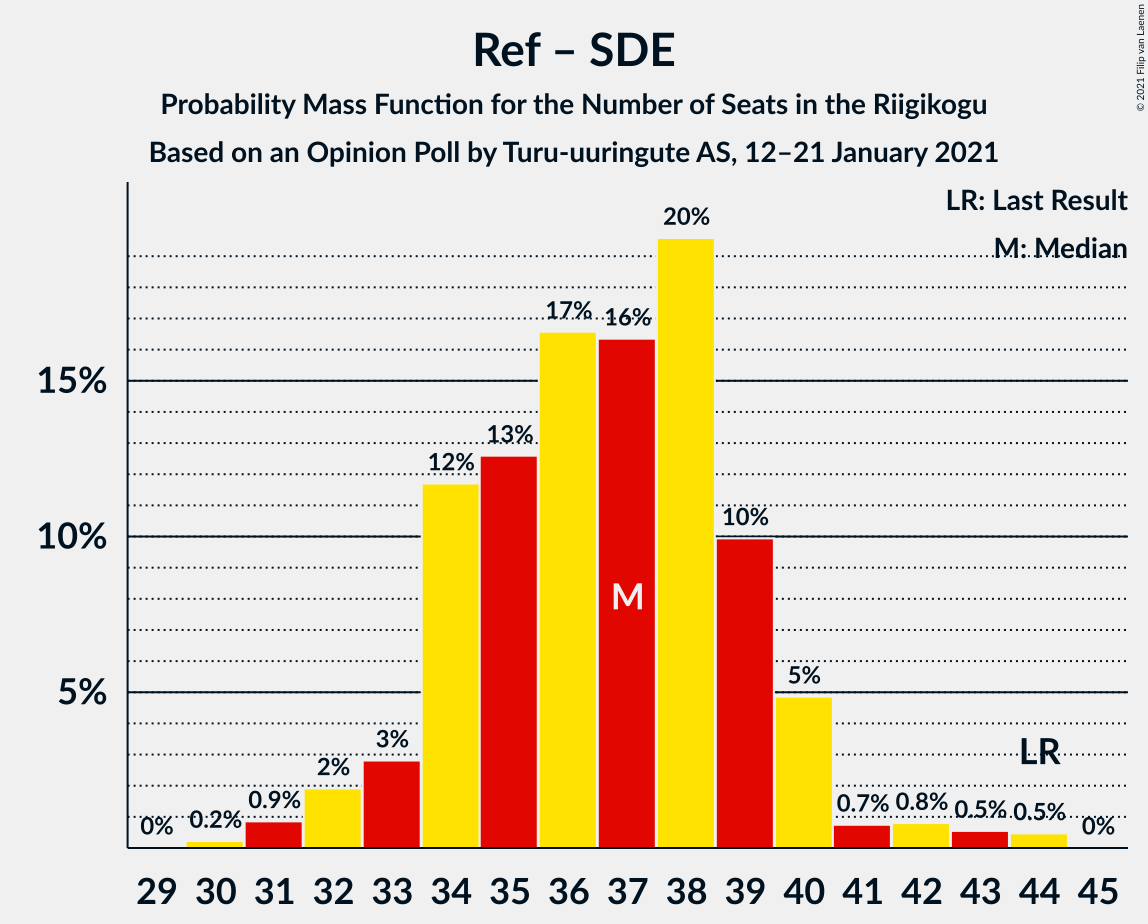 Ref – SDE
Probability Mass Function for the Number of Seats in the Riigikogu
Based on an Opinion Poll by Turu-uuringute AS, 12–21 January 2021
© 2021 Filip van Laenen
LR: Last Result
M: Median
15%
10%
5%
0%
0.2%
0.9%
2%
3%
12%
13%
17%
16%
20%
10%
5%
0.7%
0.8%
0.5%
0.5%
0%
M
LR
29 30 31 32 33 34 35 36 37 38 39 40 41 42 43 44 45